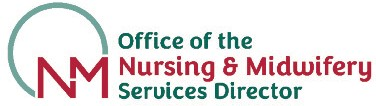 NM
Office of the
Nursing & Midwifery
Services Director